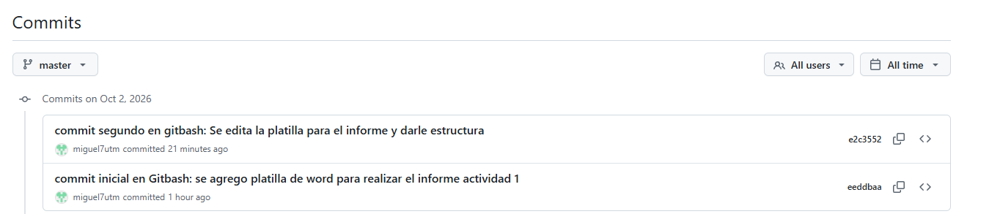 Commits
master
All users
All time
Commits on Oct 2, 2026
commit segundo en gitbash: Se edita la platilla para el informe y darle estructura
miguel7utm committed 21 minutes ago
e2c3552
commit inicial en Gitbash: se agrego platilla de word para realizar el informe actividad 1
miguel7utm committed 1 hour ago
eeddbaa